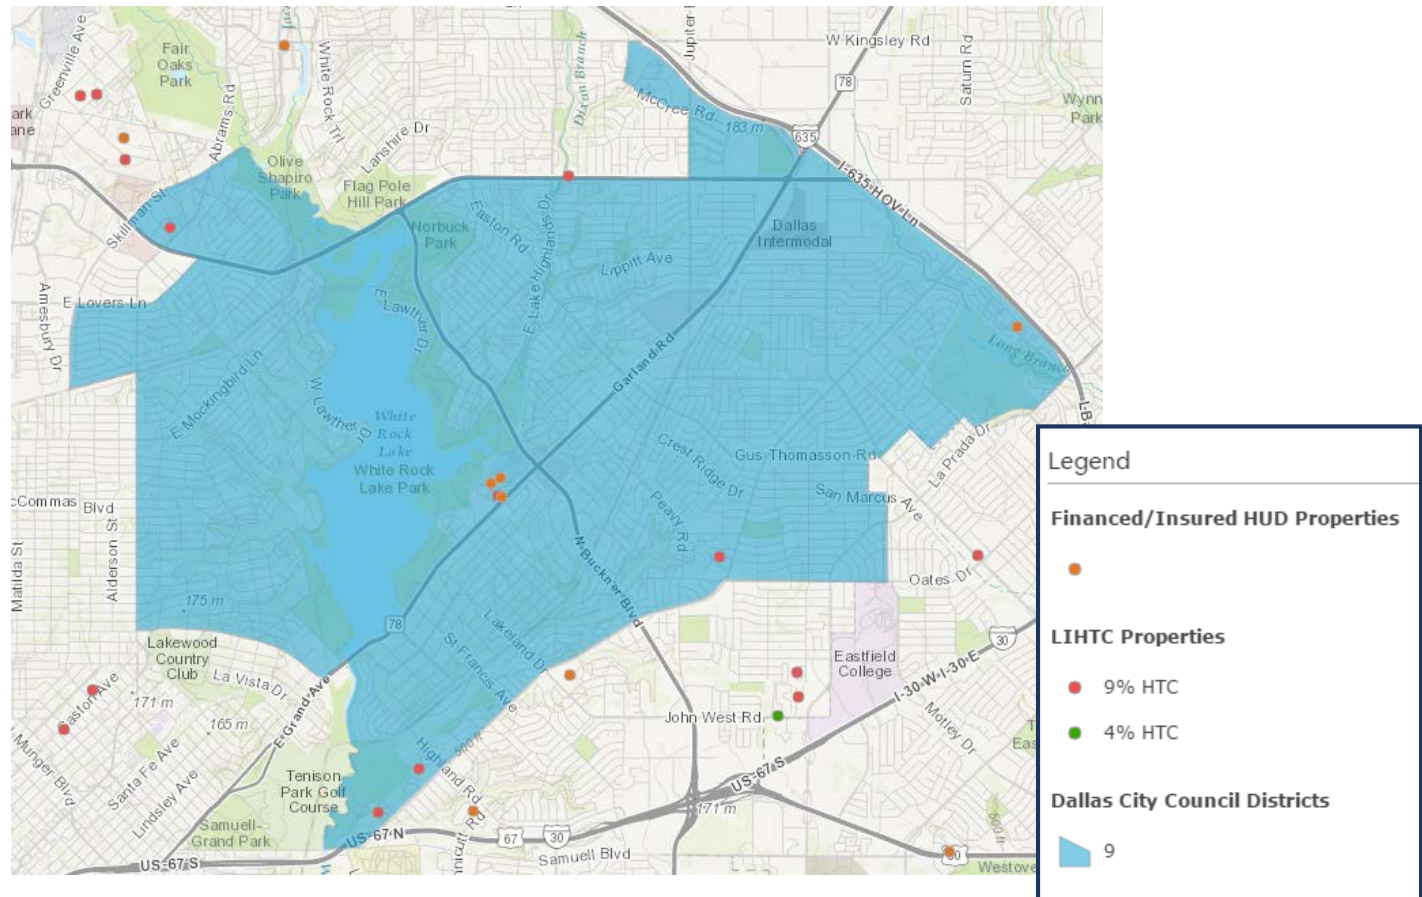 W Kingsley Rd
Fair
Oaks
Park
Greenville Ave
White Rock Trl
Dixon Branch
Saturn Rd
78
Wynn
Park
ark
ane
McCree Rd
183 m
635
Abrams Rd
Lanshire Dr
Olive
Shapiro
Park
Flag Pole
Hill Park
I-635-HOV-Ln
Skillman St
Norbuck
Park
Easton Rd
E Lake Highlands Dr
Dallas
Intermodal
Lippitt Ave
E Lovers Ln
Amesbury Dr
E Lawther Dr
Garland Rd
Long Branch
E Mockingbird Ln
W Lawther Dr
White
Rock
Lake
White Rock
Lake Park
Crest Ridge Dr
Gus Thomasson Rd
La Prada Dr
San Marcus Ave
Peavy Rd
cCommas Blvd
Alderson St
Matilda St
N-Buckner-Blvd
Oates Dr
175 m
78
Lakewood
Country
Club
La Vista Dr
Lakeland Dr
St Francis Ave
30
Eastfield
College
I-30-W-I-30-E
Gaston Ave
171 m
165 m
E-Grand-Ave
John West Rd
Motley Dr
Munger-Blvd
Santa Fe Ave
Lindsley Ave
Highland Rd
500 ft
Tenison
Park Golf
Course
US-67-S
171 m
Samuell-
Grand Park
US-67-N
67
30
Samuell Blvd
US-67-S
500 ft
Westove
Legend
Financed/Insured HUD Properties
LIHTC Properties
9% HTC
4% HTC
Dallas City Council Districts
9